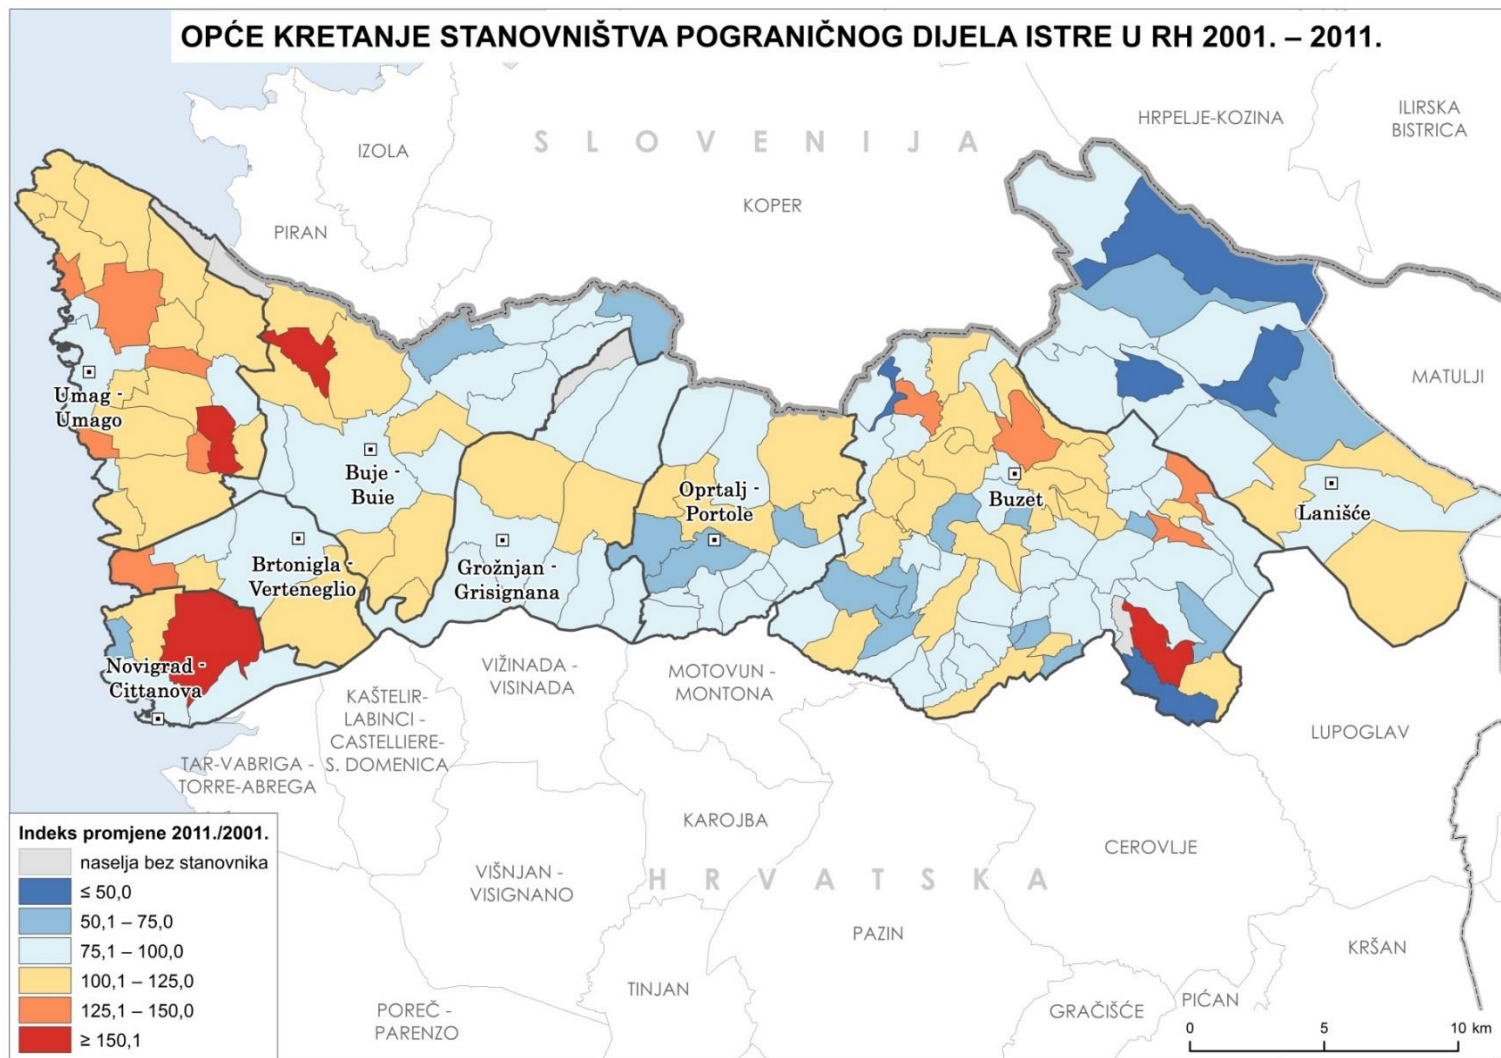 OPĆE KRETANJE STANOVNIŠTVA POGRANIČNOG DIJELA ISTRE U RH 2001. – 2011.
HRPELJE-KOZINA
ILIRSKA
BISTRICA
IZOLA
SLOVENIJA
KOPER
PIRAN
MATULJI
Umag -
Umago
Buje -
Buie
Oprtalj -
Portole
Buzet
Lanišće
Brtonigla -
Verteneglio
Grožnjan -
Grisignana
Novigrad -
Cittanova
VIŽINADA -
VISINADA
MOTOVUN -
MONTONA
KAŠTELIR-
LABINCI -
CASTELLIERE-
S. DOMENICA
LUPOGLAV
TAR-VABRIGA -
TORRE-ABREGA
KAROJBA
CEROVLJE
VIŠNJAN -
VISIGNANO
HRVATSKA
PAZIN
KRŠAN
TINJAN
POREČ -
PARENZO
GRAČIŠĆE
PIĆAN
Indeks promjene 2011./2001.
naselja bez stanovnika
≤ 50,0
50,1 – 75,0
75,1 – 100,0
100,1 – 125,0
125,1 – 150,0
≥ 150,1
0 5 10 km